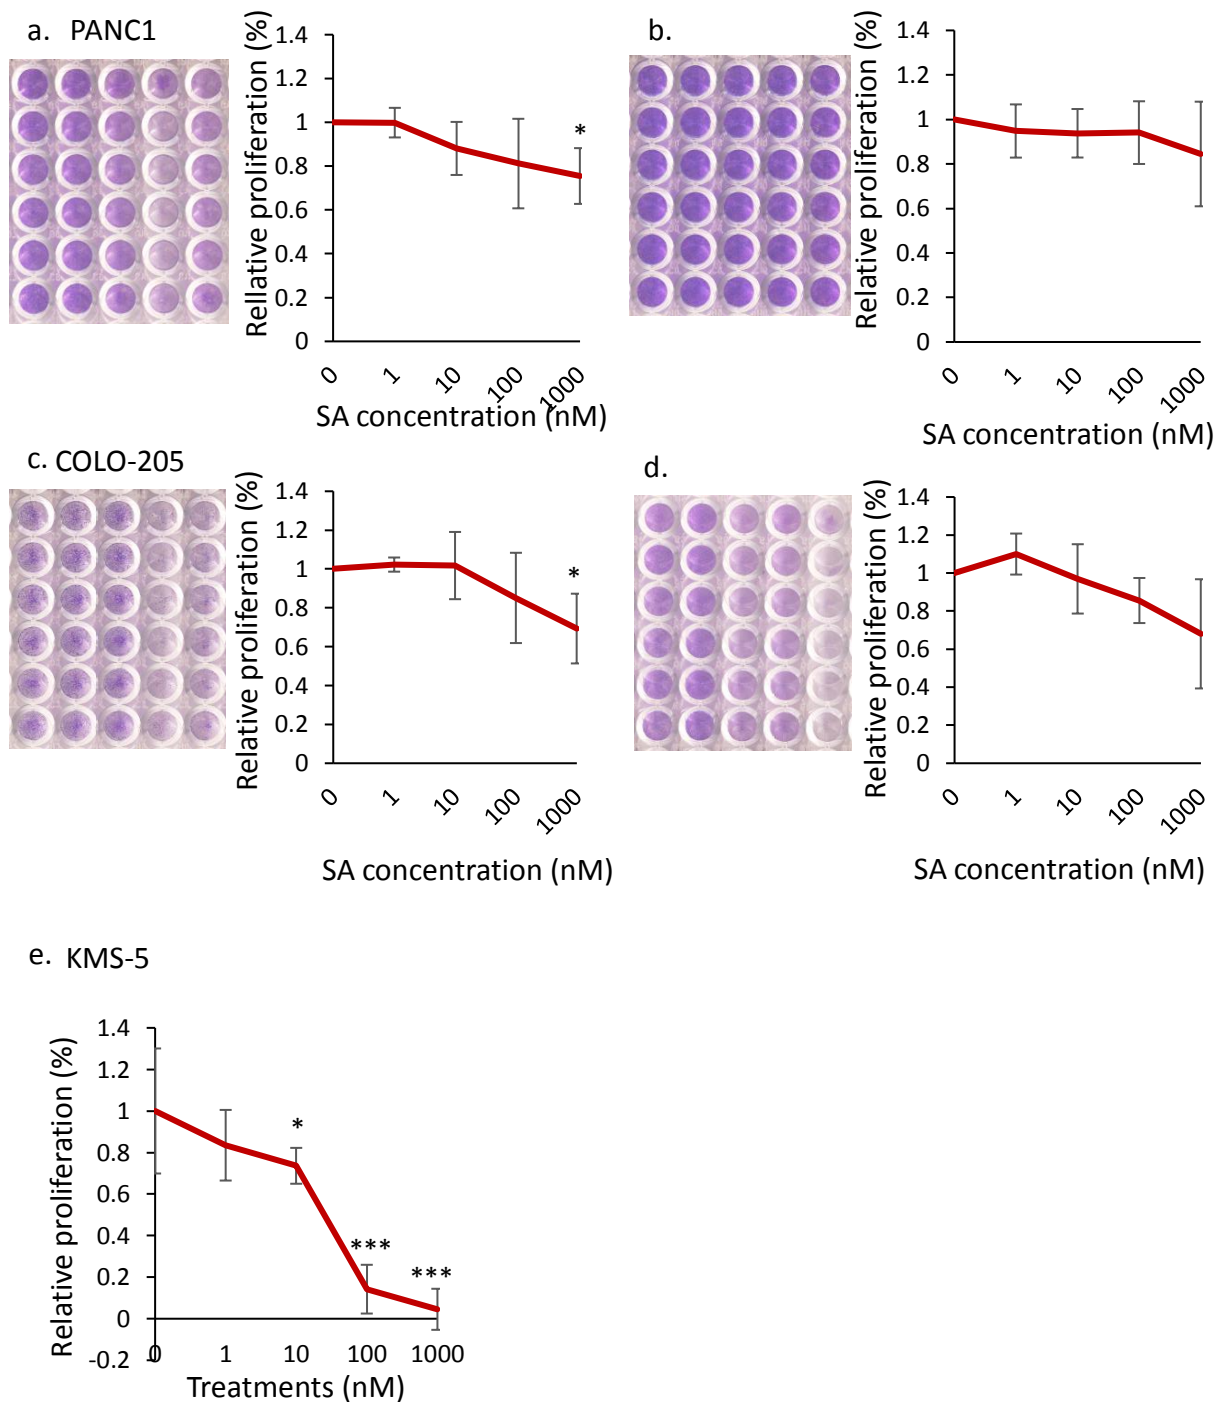 a. PANC1
Rellative proliferation (%)
1.4
1.2
1
0.8
0.6
0.4
0.2
0
*
0 1 10 100 1000
SA concentration (nM)
b.
Relative proliferation (%)
1.4
1.2
1
0.8
0.6
0.4
0.2
0
0 1 10 100 1000
SA concentration (nM)
c. COLO-205
Relative proliferation (%)
1.4
1.2
1
0.8
0.6
0.4
0.2
0
*
0 1 10 100 1000
SA concentration (nM)
d.
Relative proliferation (%)
1.4
1.2
1
0.8
0.6
0.4
0.2
0
0 1 10 100 1000
SA concentration (nM)
e. KMS-5
Relative proliferation (%)
1.4
1.2
1
0.8
0.6
0.4
0.2
0
-0.2
*
***
***
0 1 10 100 1000
Treatments (nM)